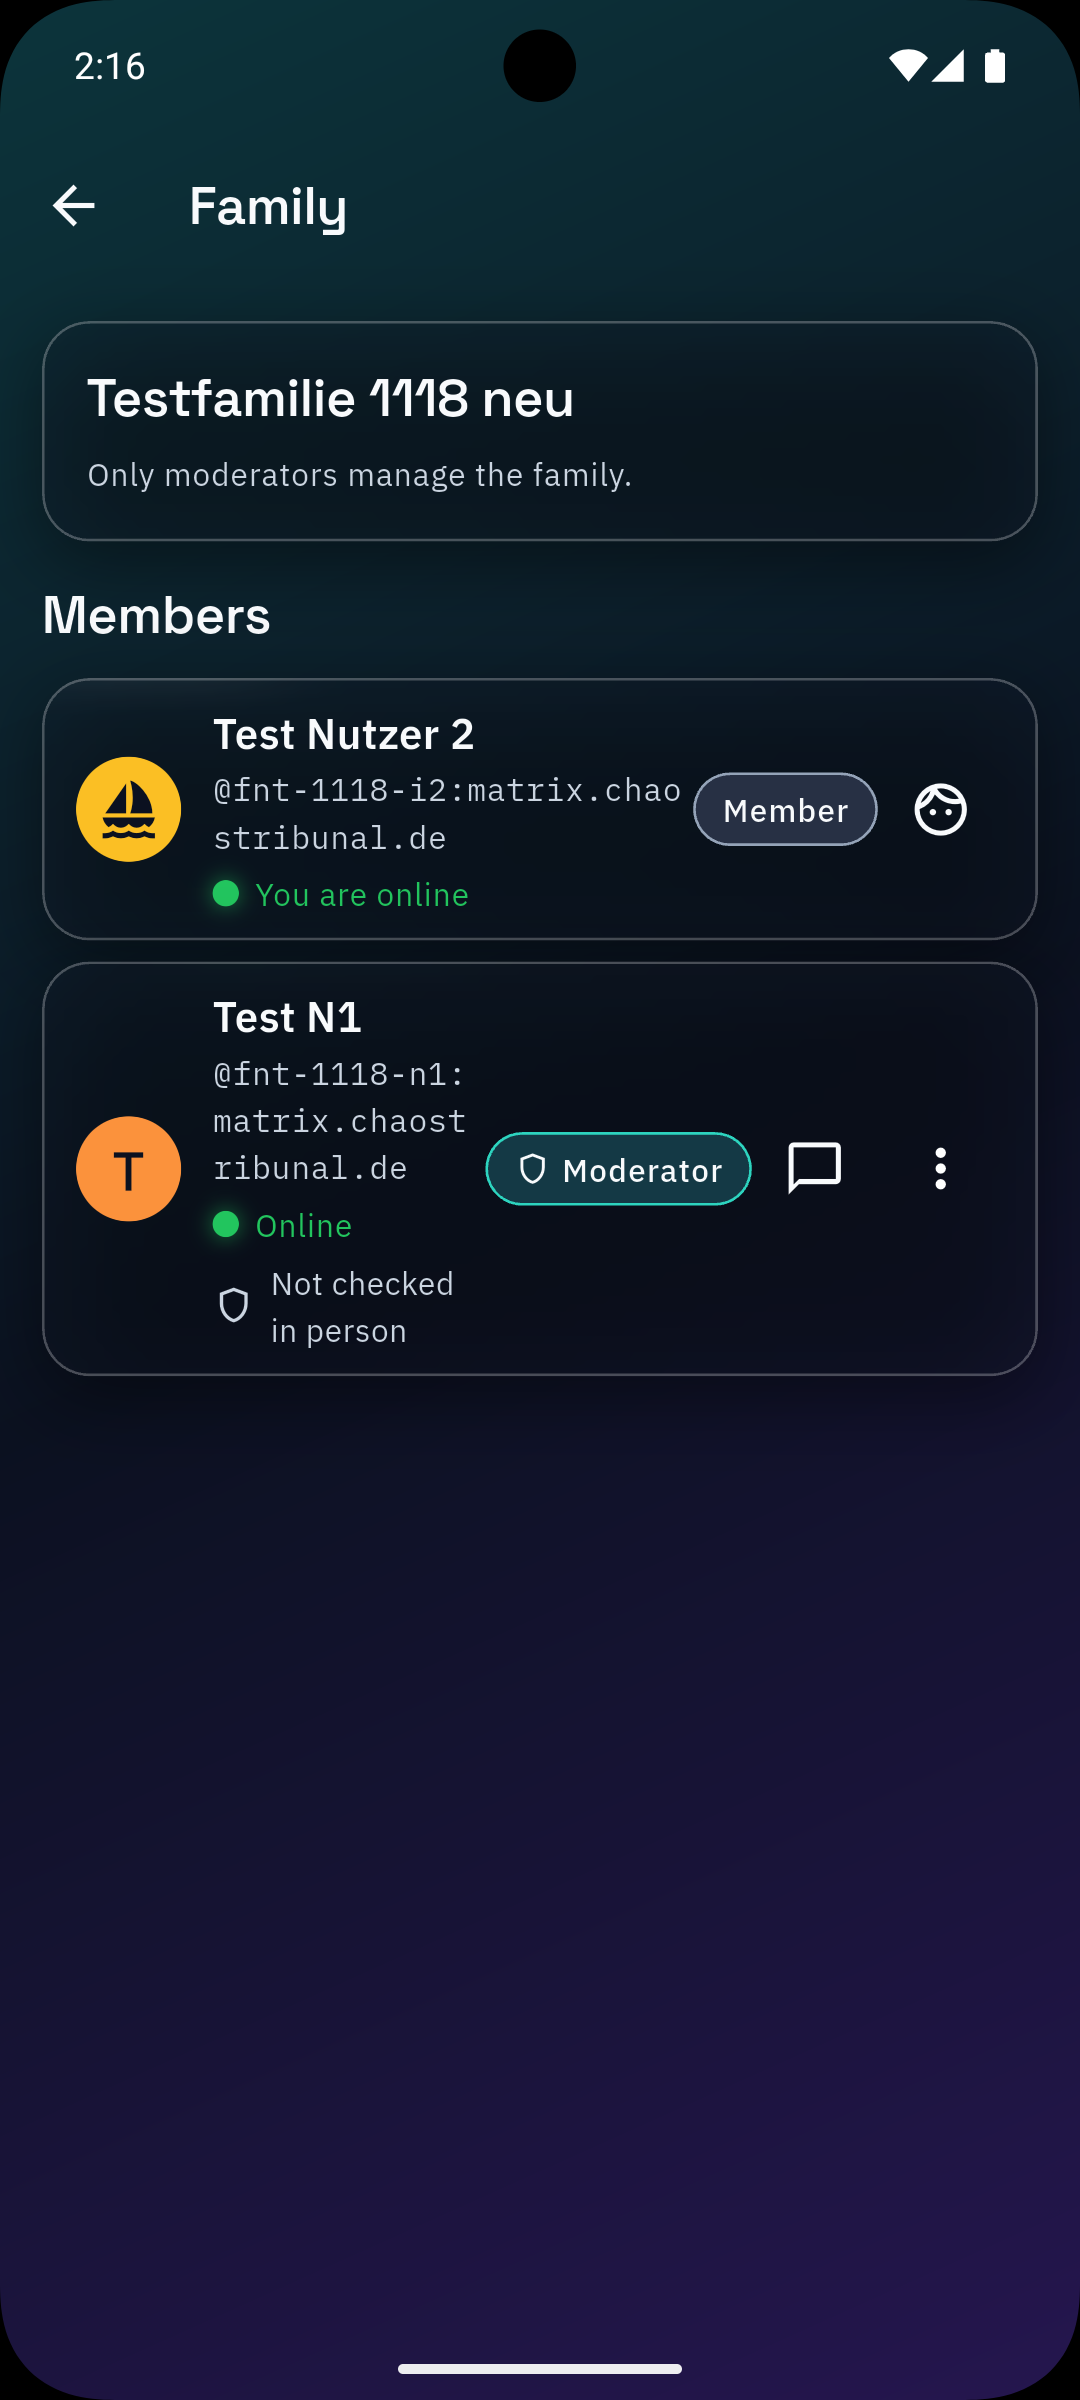 2:16
Family
Testfamilie 1118 neu
Only moderators manage the family.
Members
Test Nutzer 2
@fnt-1118-i2:matrix.chao
stribunal.de
Member
You are online
Test N1
@fnt-1118-n1:
matrix.chaost
ribunal.de
T
Moderator
Online
Not checked
in person